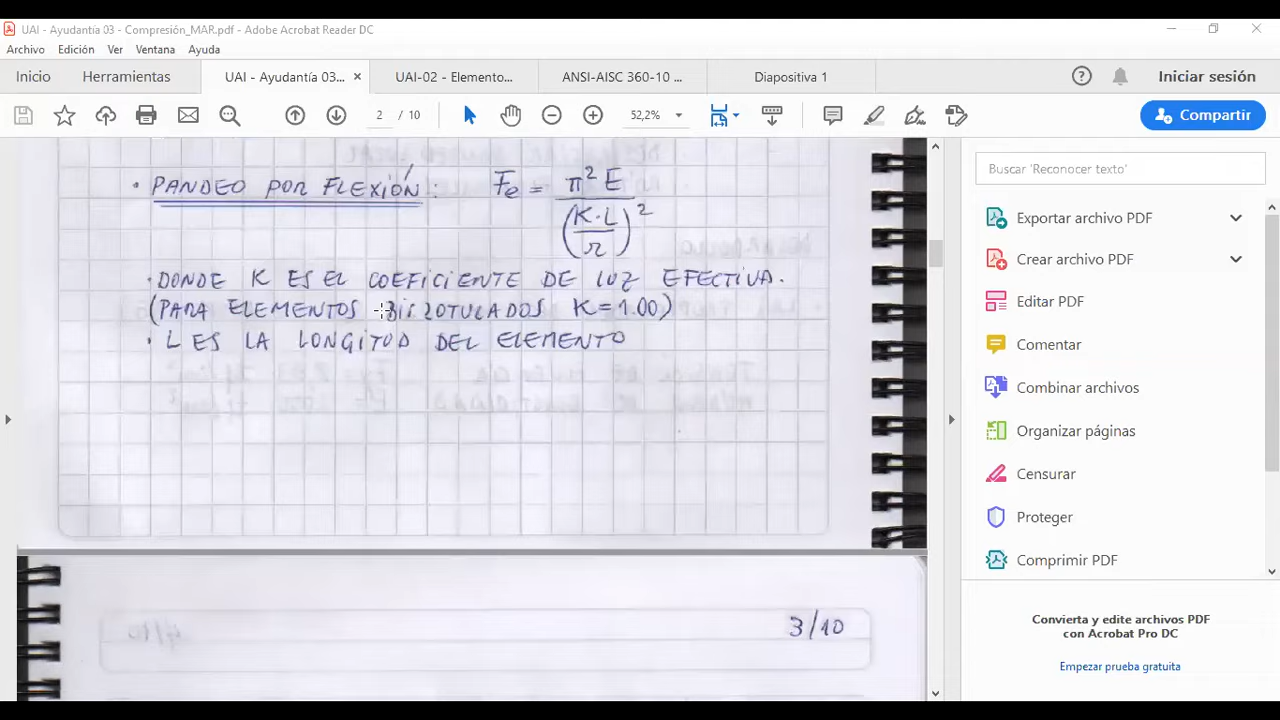 UAI - Ayudantía 03 - Compresión_MAR.pdf - Adobe Acrobat Reader DC
Archivo Edición Ver Ventana Ayuda
Inicio Herramientas UAI - Ayudantía 03... × UAI-02 - Elemento... ANSI-AISC 360-10 ... Diapositiva 1 Iniciar sesión
2 / 10 52,2% Compartir
• PANDEO POR FLEXIÓN: Fe = π² E / (K·L / r)²
• DONDE K ES EL COEFICIENTE DE LUZ EFECTIVA.
(PARA ELEMENTOS BIROTULADOS K=1.00)
• L ES LA LONGITUD DEL ELEMENTO
3/10
Buscar 'Reconocer texto'
Exportar archivo PDF
Crear archivo PDF
Editar PDF
Comentar
Combinar archivos
Organizar páginas
Censurar
Proteger
Comprimir PDF
Convierta y edite archivos PDF
con Acrobat Pro DC
Empezar prueba gratuita